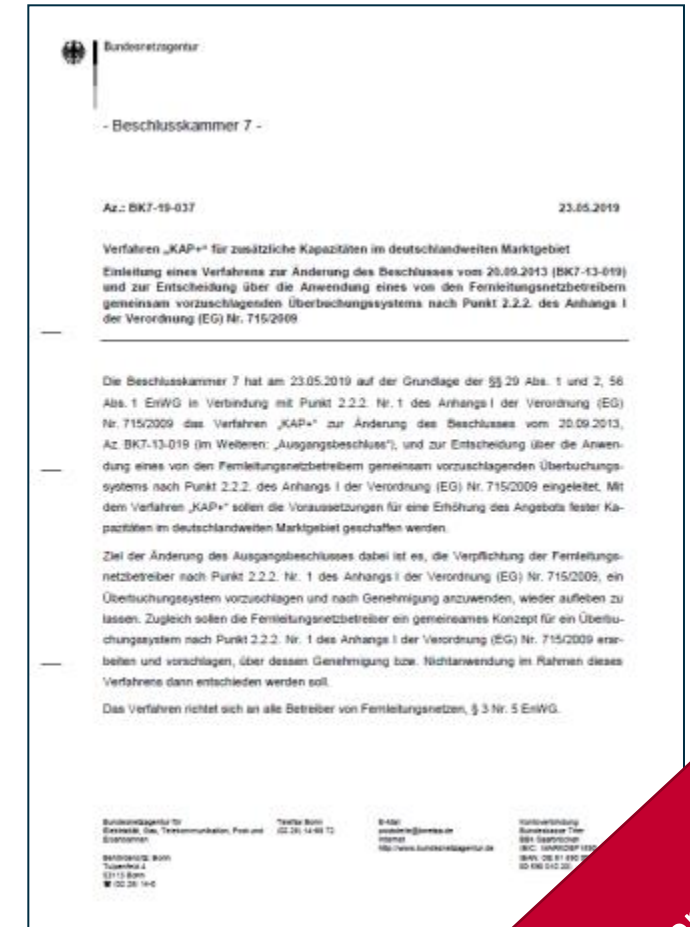 Bundesnetzagentur
- Beschlusskammer 7 -
Az.: BK7-19-037 23.05.2019
Verfahren „KAP+“ für zusätzliche Kapazitäten im deutschlandweiten Marktgebiet
Einleitung eines Verfahrens zur Änderung des Beschlusses vom 20.09.2013 (BK7-13-019)
und zur Entscheidung über die Anwendung eines von den Fernleitungsnetzbetreibern
gemeinsam vorzuschlagenden Überbuchungssystems nach Punkt 2.2.2. des Anhangs I
der Verordnung (EG) Nr. 715/2009
Die Beschlusskammer 7 hat am 23.05.2019 auf der Grundlage der §§ 29 Abs. 1 und 2, 56
Abs. 1 EnWG in Verbindung mit Punkt 2.2.2. Nr. 1 des Anhangs I der Verordnung (EG)
Nr. 715/2009 das Verfahren „KAP+“ zur Änderung des Beschlusses vom 20.09.2013,
Az. BK7-13-019 (im Weiteren: „Ausgangsbeschluss“), und zur Entscheidung über die Anwen-
dung eines von den Fernleitungsnetzbetreibern gemeinsam vorzuschlagenden Überbuchungs-
systems nach Punkt 2.2.2. des Anhangs I der Verordnung (EG) Nr. 715/2009 eingeleitet. Mit
dem Verfahren „KAP+“ sollen die Voraussetzungen für eine Erhöhung des Angebots fester Ka-
pazitäten im deutschlandweiten Marktgebiet geschaffen werden.
Ziel der Änderung des Ausgangsbeschlusses dabei ist es, die Verpflichtung der Fernleitungs-
netzbetreiber nach Punkt 2.2.2. Nr. 1 des Anhangs I der Verordnung (EG) Nr. 715/2009, ein
Überbuchungssystem vorzuschlagen und nach Genehmigung anzuwenden, wieder aufleben zu
lassen. Zugleich sollen die Fernleitungsnetzbetreiber ein gemeinsames Konzept für ein Überbu-
chungssystem nach Punkt 2.2.2. Nr. 1 des Anhangs I der Verordnung (EG) Nr. 715/2009 erar-
beiten und vorschlagen, über dessen Genehmigung bzw. Nichtanwendung im Rahmen dieses
Verfahrens dann entschieden werden soll.
Das Verfahren richtet sich an alle Betreiber von Fernleitungsnetzen, § 3 Nr. 5 EnWG.
Bundesnetzagentur für
Elektrizität, Gas, Telekommunikation, Post und
Eisenbahnen
Behördensitz: Bonn
Tulpenfeld 4
53113 Bonn
Telefax Bonn
E-Mail
Internet
http://www.bundesnetzagentur.de
Kontoverbindung
Bundeskasse Trier
BBk Saarbrücken